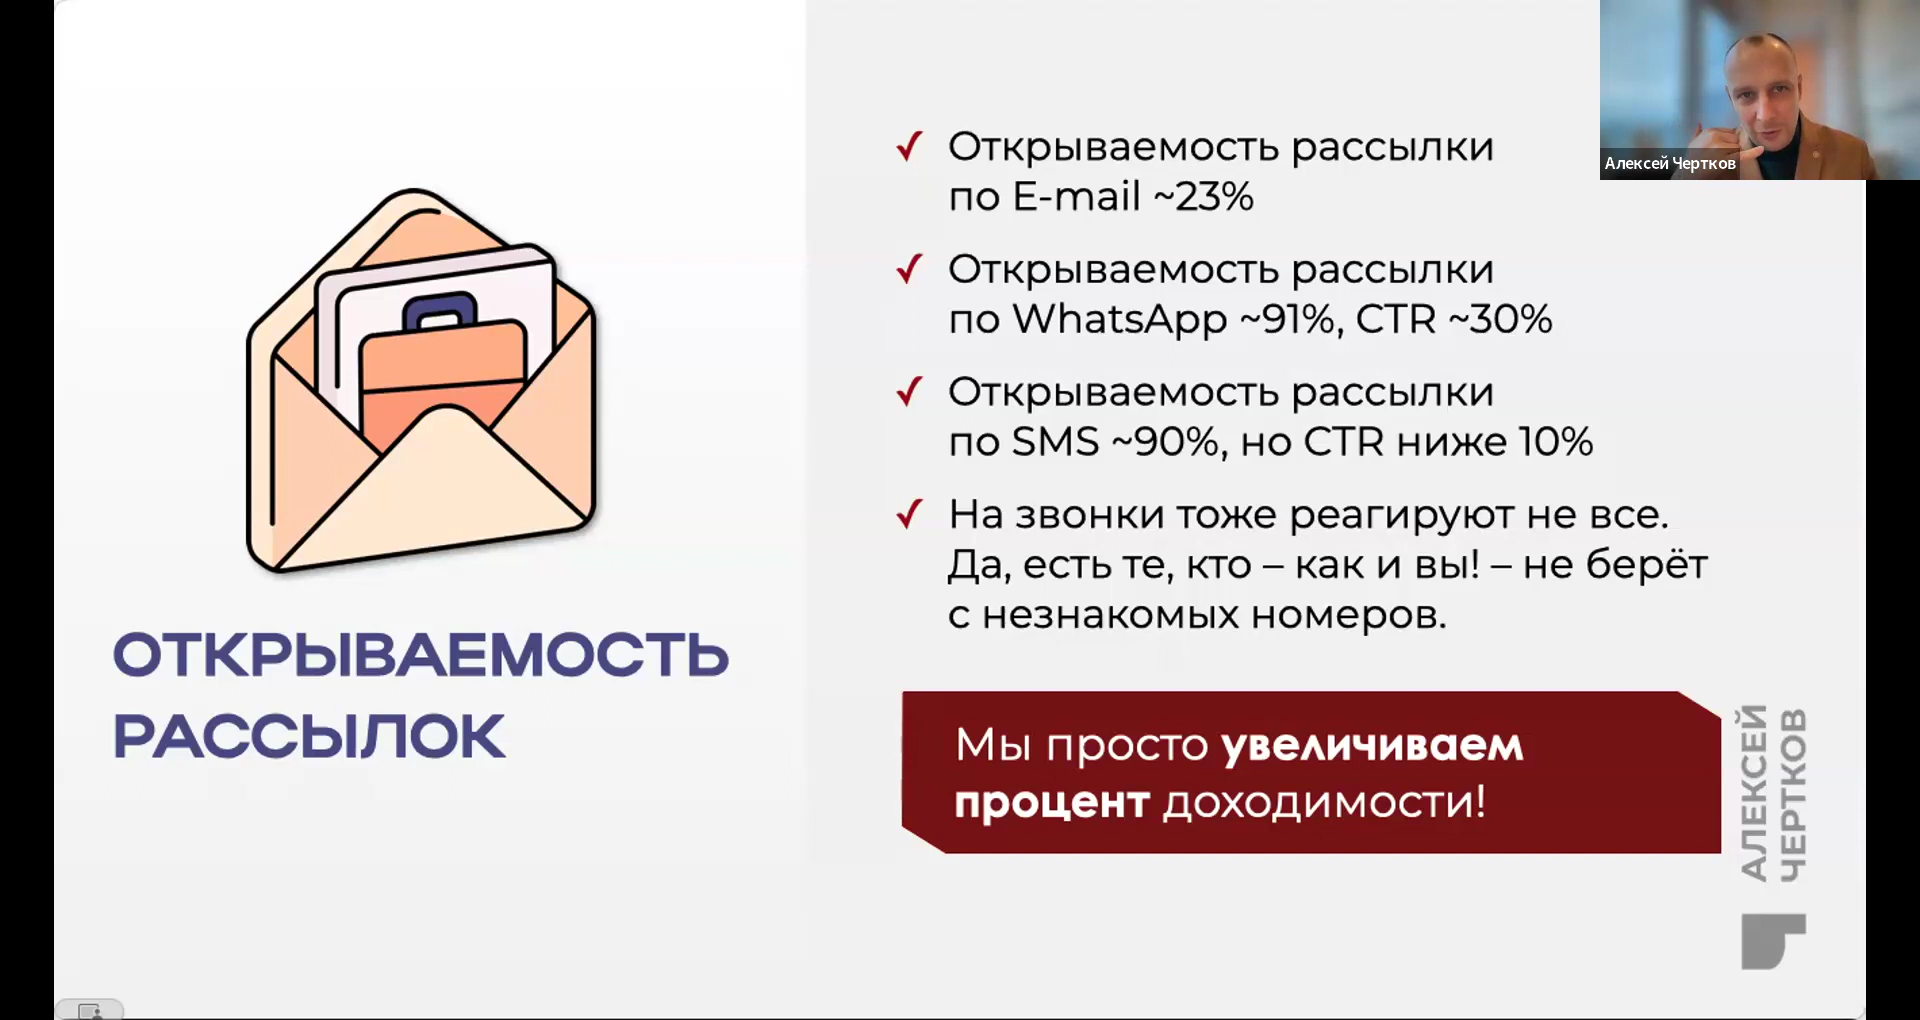 Открываемость рассылки
по E-mail ~23%
Открываемость рассылки
по WhatsApp ~91%, CTR ~30%
Открываемость рассылки
по SMS ~90%, но CTR ниже 10%
На звонки тоже реагируют не все.
Да, есть те, кто – как и вы! – не берёт
с незнакомых номеров.
ОТКРЫВАЕМОСТЬ
РАССЫЛОК
Мы просто увеличиваем
процент доходимости!
АЛЕКСЕЙ
ЧЕРТКОВ
Алексей Чертков